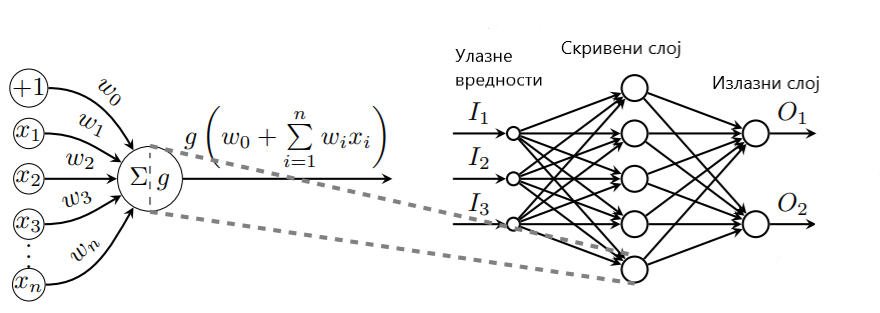 +1
x₁
x₂
x₃
⋮
xₙ
w₀
w₁
w₂
w₃
wₙ
Σ g
g(w₀ + Σⁿᵢ₌₁ wᵢxᵢ)
Улазне
вредности
Скривени слој
Излазни слој
I₁
I₂
I₃
O₁
O₂